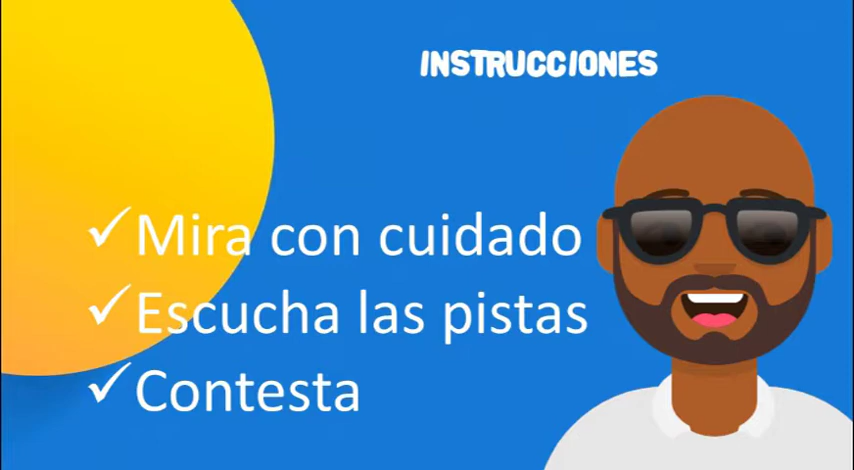 INSTRUCCIONES
✓Mira con cuidado
✓Escucha las pistas
✓Contesta